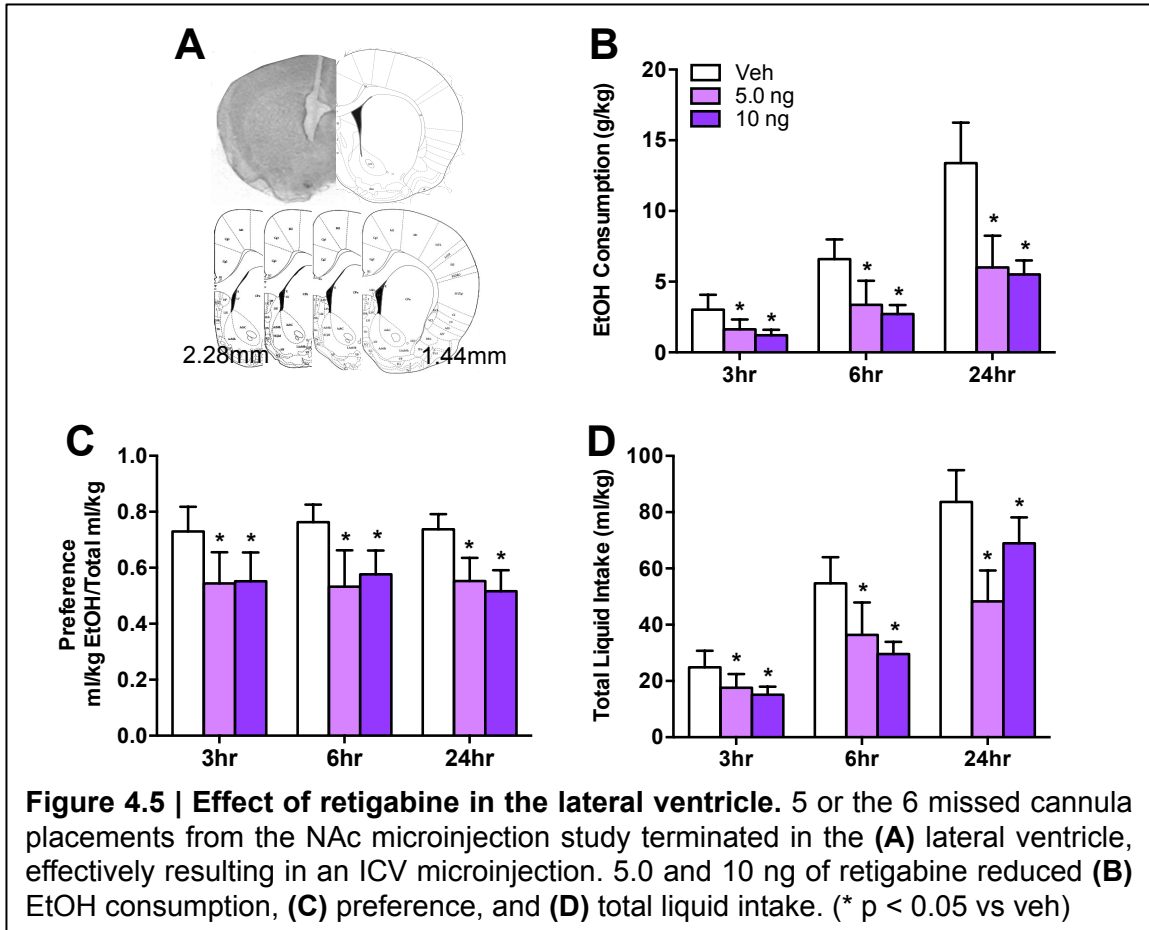 A
2.28mm
1.44mm
B
EtOH Consumption (g/kg)
20
15
10
5
0
Veh
5.0 ng
10 ng
* *
* *
* *
3hr
6hr
24hr
C
Preference
ml/kg EtOH/Total ml/kg
1.0
0.8
0.6
0.4
0.2
0.0
* *
* *
* *
3hr
6hr
24hr
D
Total Liquid Intake (ml/kg)
100
80
60
40
20
0
* *
* *
* *
3hr
6hr
24hr
Figure 4.5 | Effect of retigabine in the lateral ventricle. 5 or the 6 missed cannula
placements from the NAc microinjection study terminated in the (A) lateral ventricle,
effectively resulting in an ICV microinjection. 5.0 and 10 ng of retigabine reduced (B)
EtOH consumption, (C) preference, and (D) total liquid intake. (* p < 0.05 vs veh)